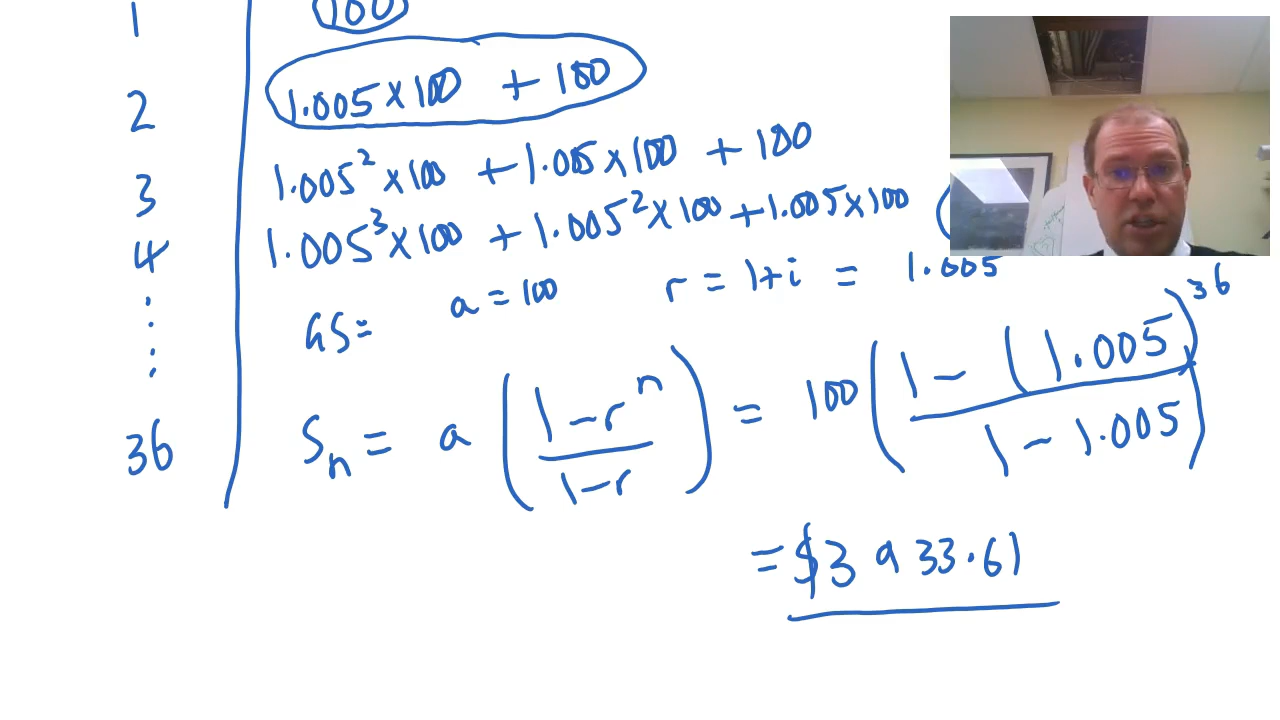 1 100
2 1.005×100 + 100
3 1.005² ×100 + 1.005×100 + 100
4 1.005³×100 + 1.005²×100 + 1.005×100 (
⋮ GS= a = 100 r = 1+i = 1.005
36 Sₙ = a ( (1-rⁿ)/(1-r) ) = 100 ( (1-(1.005)³⁶)/(1-1.005) )
= $3933.61